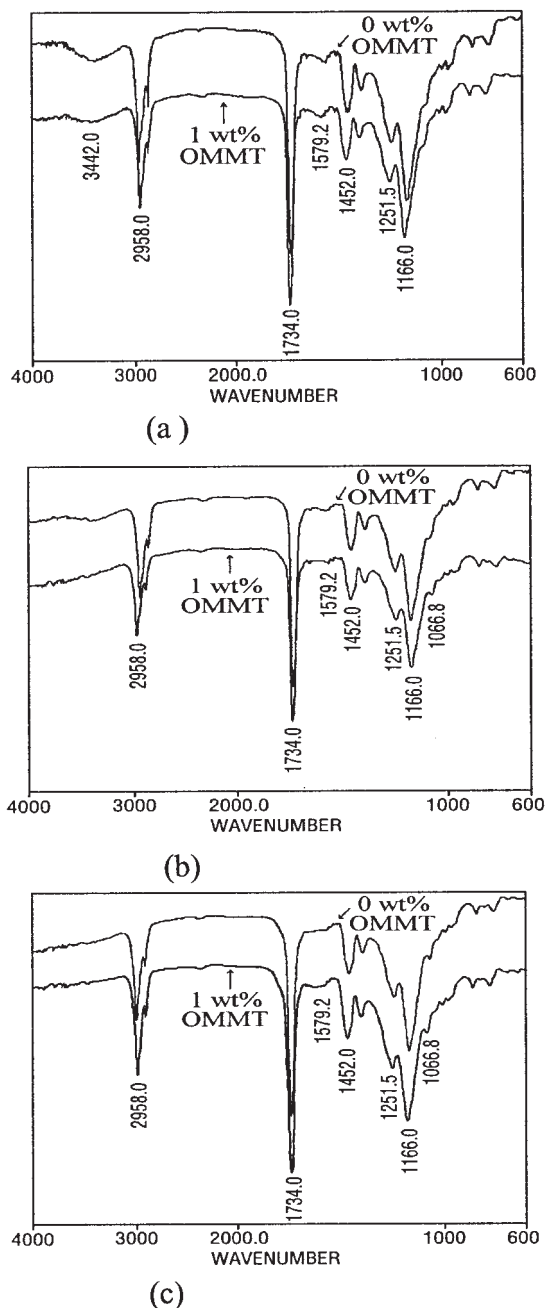 0 wt%
OMMT
1 wt%
OMMT
3442.0
2958.0
1734.0
1579.2
1452.0
1251.5
1166.0
4000 3000 2000.0 1000 600
WAVENUMBER
(a )
0 wt%
OMMT
1 wt%
OMMT
2958.0
1734.0
1579.2
1452.0
1251.5
1166.0
1066.8
4000 3000 2000.0 1000 600
WAVENUMBER
(b)
0 wt%
OMMT
1 wt%
OMMT
2958.0
1734.0
1579.2
1452.0
1251.5
1166.0
1066.8
4000 3000 2000.0 1000 600
WAVENUMBER
(c)